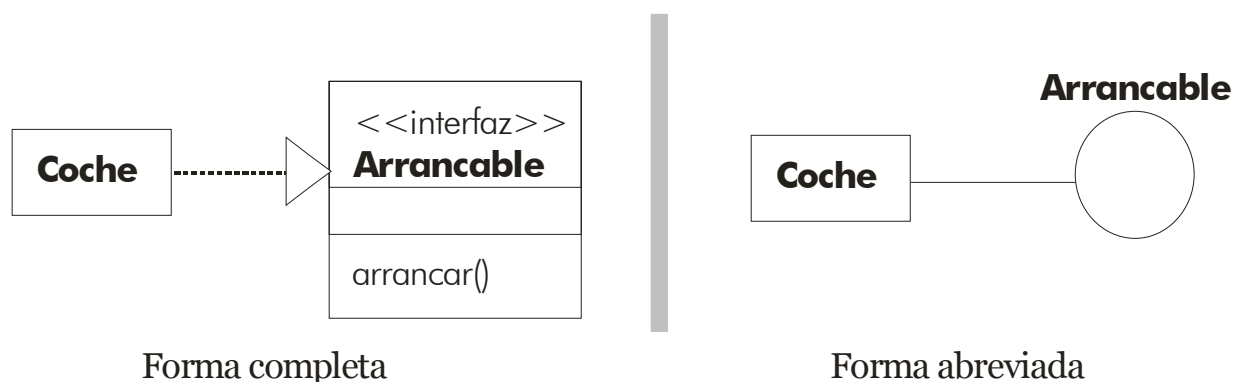 Coche
<<interfaz>>
Arrancable
arrancar()
Forma completa
Arrancable
Coche
Forma abreviada